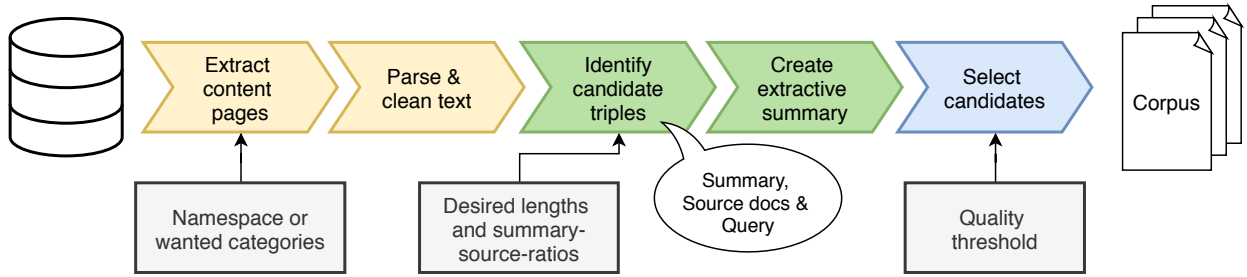 Extract
content
pages
Parse &
clean text
Identify
candidate
triples
Create
extractive
summary
Select
candidates
Corpus
Namespace or
wanted categories
Desired lengths
and summary-
source-ratios
Summary,
Source docs &
Query
Quality
threshold